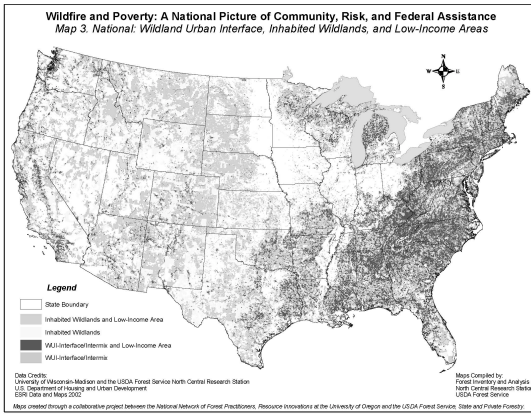 Wildfire and Poverty: A National Picture of Community, Risk, and Federal Assistance
Map 3. National: Wildland Urban Interface, Inhabited Wildlands, and Low-Income Areas
N
W
E
S
Legend
State Boundary
Inhabited Wildlands and Low-Income Area
Inhabited Wildlands
WUI-Interface/Intermix and Low-Income Area
WUI-Interface/Intermix
Data Credits:
University of Wisconsin-Madison and the USDA Forest Service North Central Research Station
U.S. Department of Housing and Urban Development
ESRI Data and Maps 2002
Maps Compiled by:
Forest Inventory and Analysis
North Central Research Station
USDA Forest Service
Maps created through a collaborative project between the National Network of Forest Practitioners, Resource Innovations at the University of Oregon and the USDA Forest Service, State and Private Forestry.